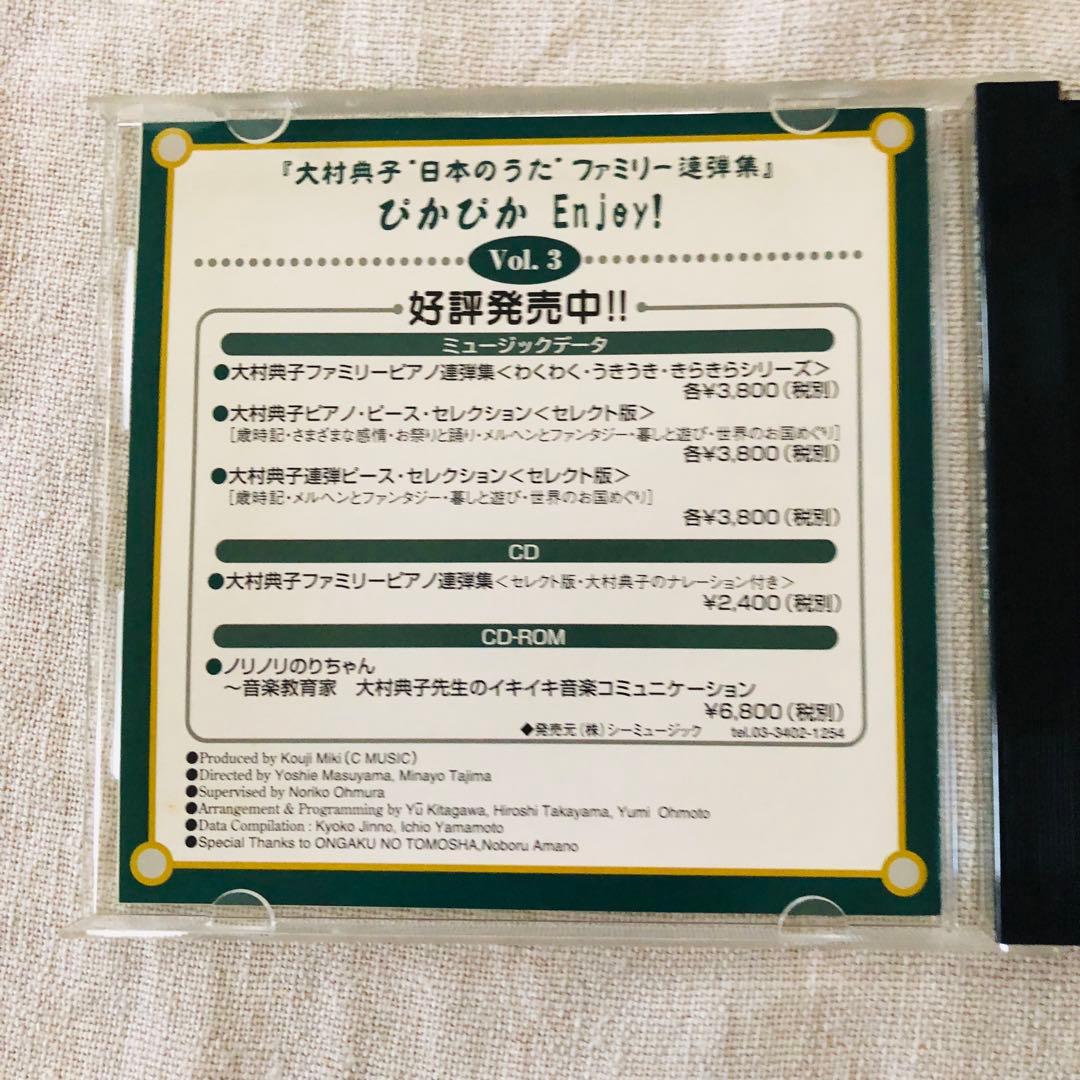 『大村典子"日本のうた"ファミリー連弾集』
ぴかぴか Enjoy!
Vol. 3
好評発売中!!
ミュージックデータ
●大村典子ファミリーピアノ連弾集<わくわく・うきうき・きらきらシリーズ>
各¥3,800(税別)
●大村典子ピアノ・ピース・セレクション<セレクト版>
[歳時記・さまざまな感情・お祭りと踊り・メルヘンとファンタジー・暮しと遊び・世界のお国めぐり]
各¥3,800(税別)
●大村典子連弾ピース・セレクション<セレクト版>
[歳時記・メルヘンとファンタジー・暮しと遊び・世界のお国めぐり]
各¥3,800(税別)
CD
●大村典子ファミリーピアノ連弾集<セレクト版・大村典子のナレーション付き>
¥2,400(税別)
CD-ROM
●ノリノリのりちゃん
〜音楽教育家 大村典子先生のイキイキ音楽コミュニケーション
¥6,800(税別)
◆発売元(株)シーミュージック tel.03-3402-1254
●Produced by Kouji Miki(C MUSIC)
●Directed by Yoshie Masuyama, Minayo Tajima
●Supervised by Noriko Ohmura
●Arrangement & Programming by Yū Kitagawa, Hiroshi Takayama, Yumi Ohmoto
●Data Compilation : Kyoko Jinno, Ichio Yamamoto
●Special Thanks to ONGAKU NO TOMOSHA,Noboru Amano